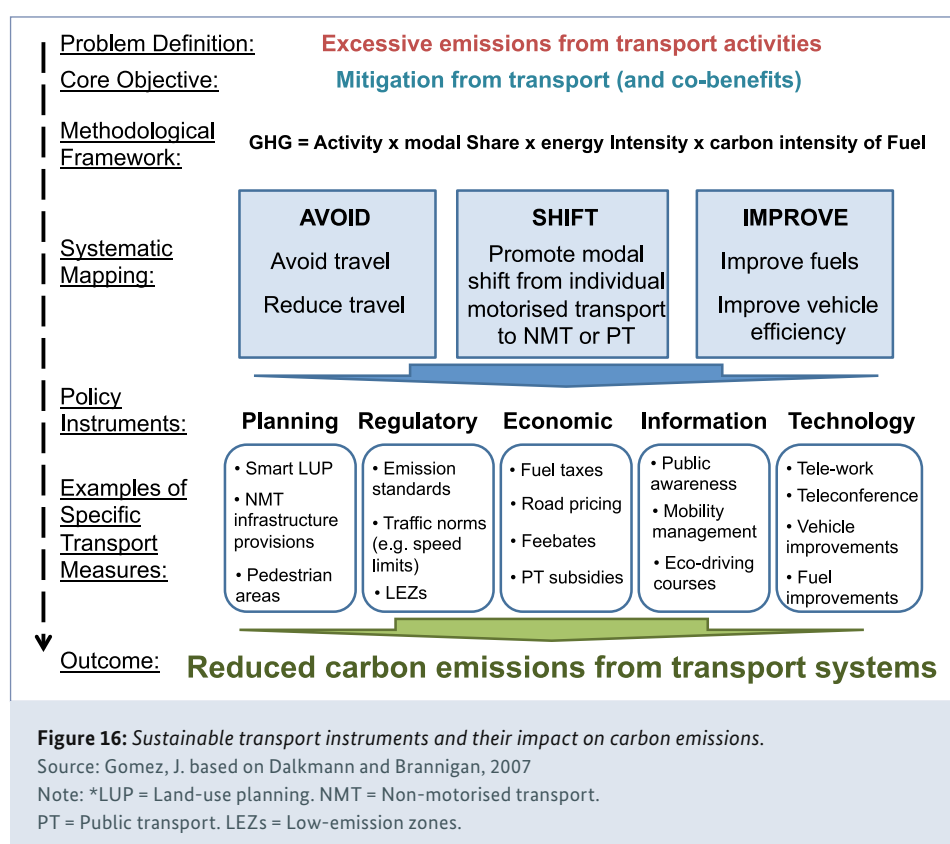 Problem Definition: Excessive emissions from transport activities
Core Objective: Mitigation from transport (and co-benefits)
Methodological
Framework:
GHG = Activity x modal Share x energy Intensity x carbon intensity of Fuel
Systematic
Mapping:
AVOID
Avoid travel
Reduce travel
SHIFT
Promote modal
shift from individual
motorised transport
to NMT or PT
IMPROVE
Improve fuels
Improve vehicle
efficiency
Policy
Instruments:
Examples of
Specific
Transport
Measures:
Planning
• Smart LUP
• NMT
infrastructure
provisions
• Pedestrian
areas
Regulatory
• Emission
standards
• Traffic norms
(e.g. speed
limits)
• LEZs
Economic
• Fuel taxes
• Road pricing
• Feebates
• PT subsidies
Information
• Public
awareness
• Mobility
management
• Eco-driving
courses
Technology
• Tele-work
• Teleconference
• Vehicle
improvements
• Fuel
improvements
Outcome: Reduced carbon emissions from transport systems
Figure 16: Sustainable transport instruments and their impact on carbon emissions.
Source: Gomez, J. based on Dalkmann and Brannigan, 2007
Note: *LUP = Land-use planning. NMT = Non-motorised transport.
PT = Public transport. LEZs = Low-emission zones.